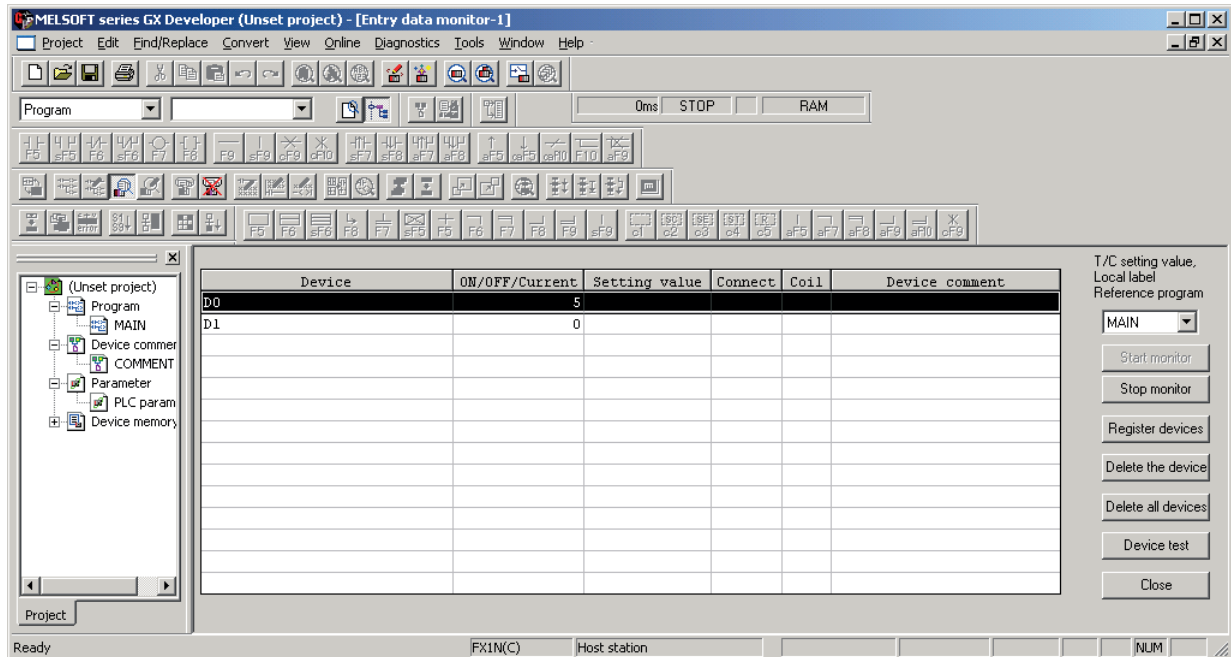 MELSOFT series GX Developer (Unset project) - [Entry data monitor-1]
Project Edit Find/Replace Convert View Online Diagnostics Tools Window Help
Program
0ms STOP RAM
F5 sF5 F6 sF6 F7 F8 F9 sF9 cF9 cF10 sF7 sF8 aF7 aF8 aF5 caF5 caF10 F10 aF9
F5 F6 sF6 F8 F7 sF5 F5 F6 F7 F8 F9 sF9 c1 c2 c3 c4 c5 aF5 aF7 aF8 aF9 aF10 cF9
(Unset project)
Program
MAIN
Device commer
COMMENT
Parameter
PLC param
Device memory
Project
Device ON/OFF/Current Setting value Connect Coil Device comment
D0 5
D1 0
T/C setting value,
Local label
Reference program
MAIN
Start monitor
Stop monitor
Register devices
Delete the device
Delete all devices
Device test
Close
Ready FX1N(C) Host station NUM